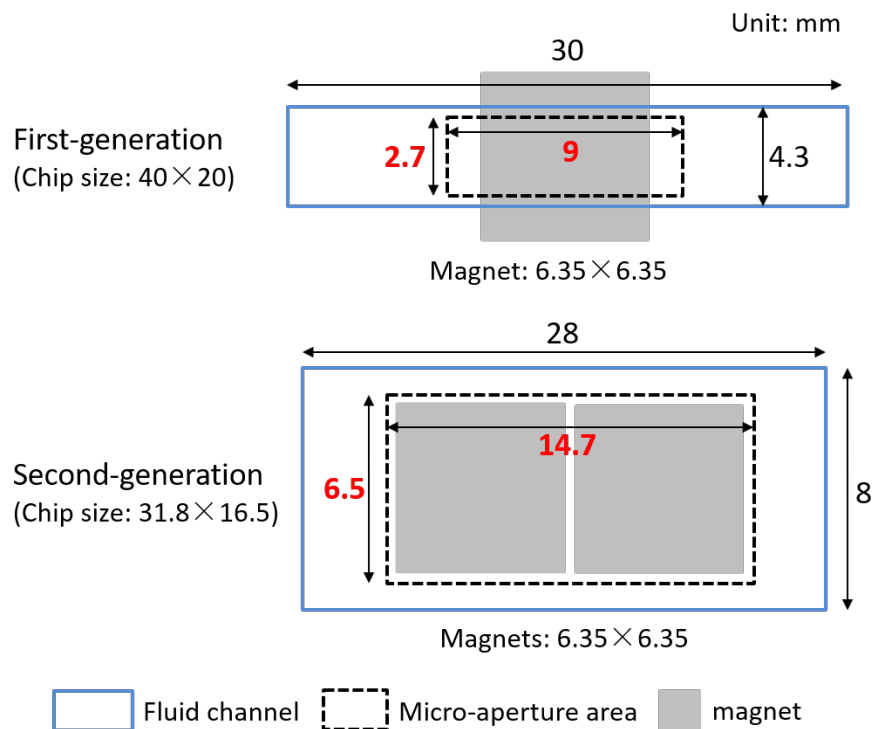 Unit: mm
30
First-generation
(Chip size: 40×20)
2.7
9
4.3
Magnet: 6.35×6.35
28
Second-generation
(Chip size: 31.8×16.5)
14.7
6.5
8
Magnets: 6.35×6.35
Fluid channel
Micro-aperture area
magnet